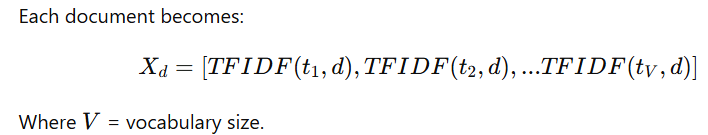 Each document becomes:
X_d = [TFIDF(t_1, d), TFIDF(t_2, d), ...TFIDF(t_V, d)]
Where V = vocabulary size.